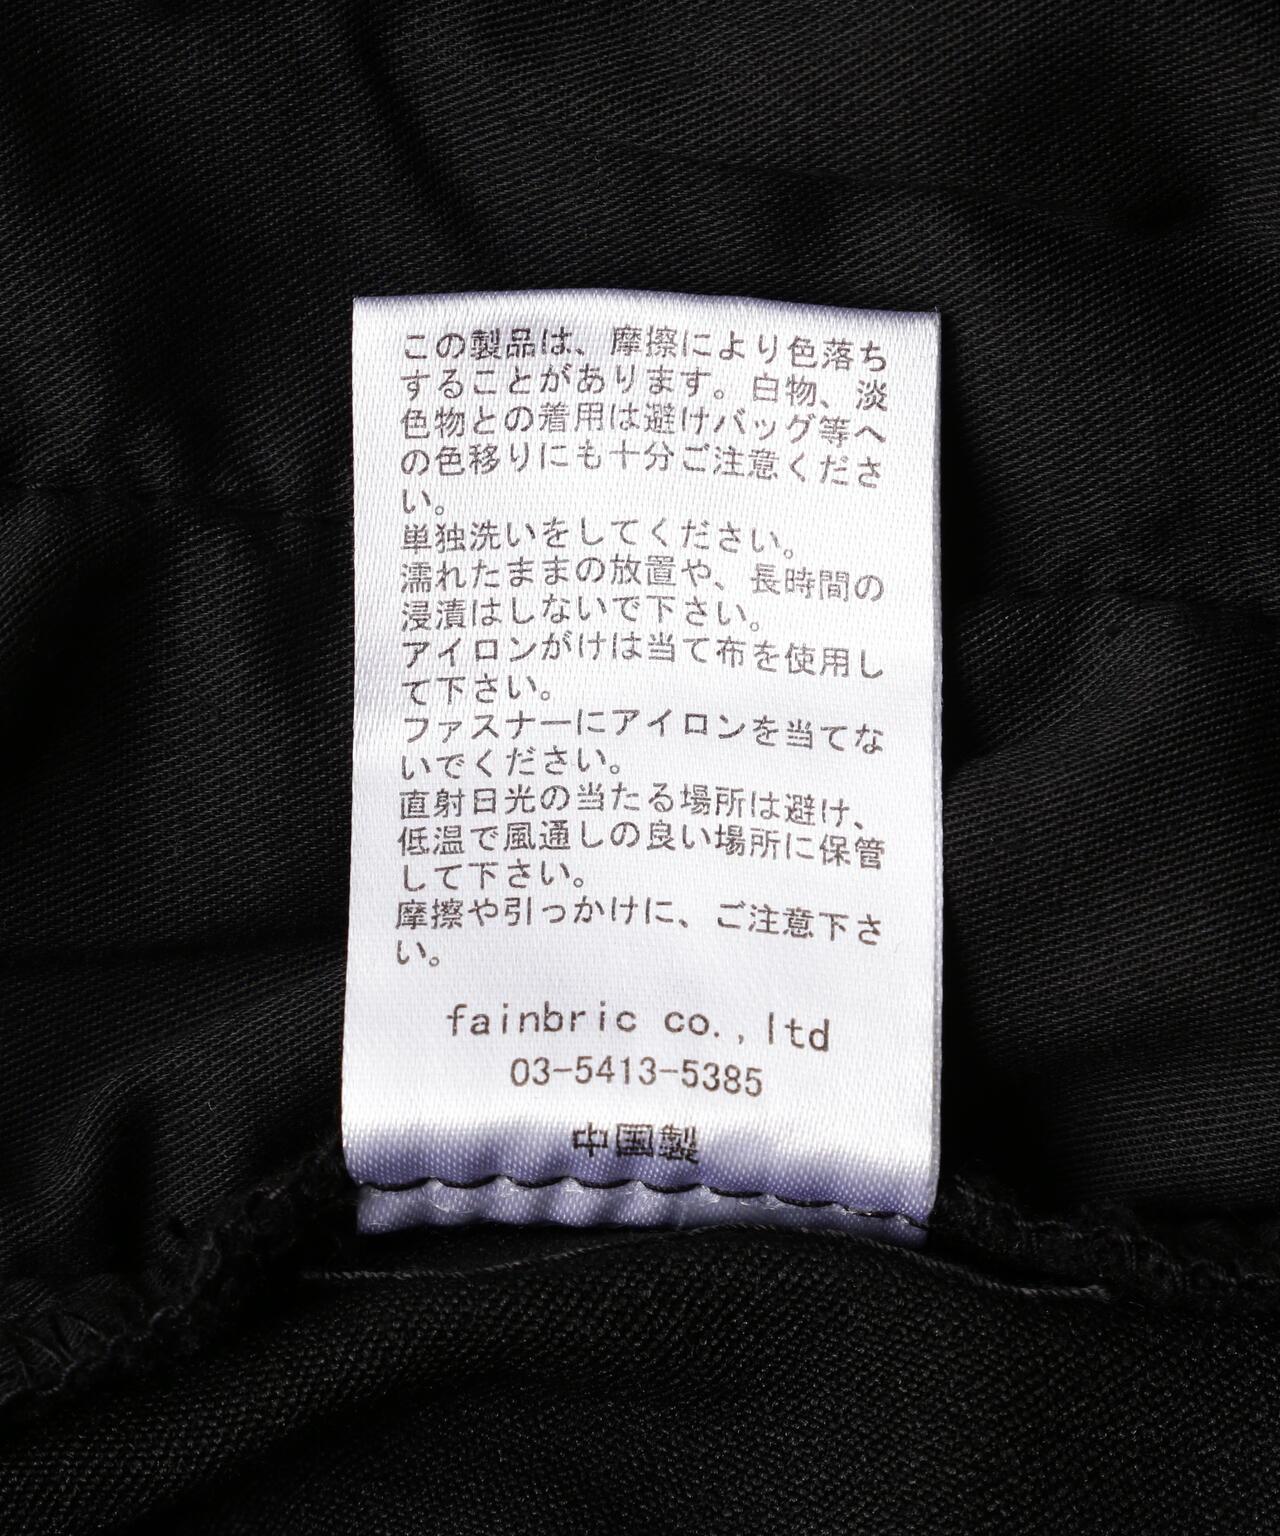 この製品は、摩擦により色落ち
することがあります。白物、淡
色物との着用は避けバッグ等へ
の色移りにも十分ご注意くださ
い。
単独洗いをしてください。
濡れたままの放置や、長時間の
浸漬はしないで下さい。
アイロンがけは当て布を使用し
て下さい。
ファスナーにアイロンを当てな
いでください。
直射日光の当たる場所は避け、
低温で風通しの良い場所に保管
して下さい。
摩擦や引っかけに、ご注意下さ
い。
fainbric co.,ltd
03-5413-5385
中国製